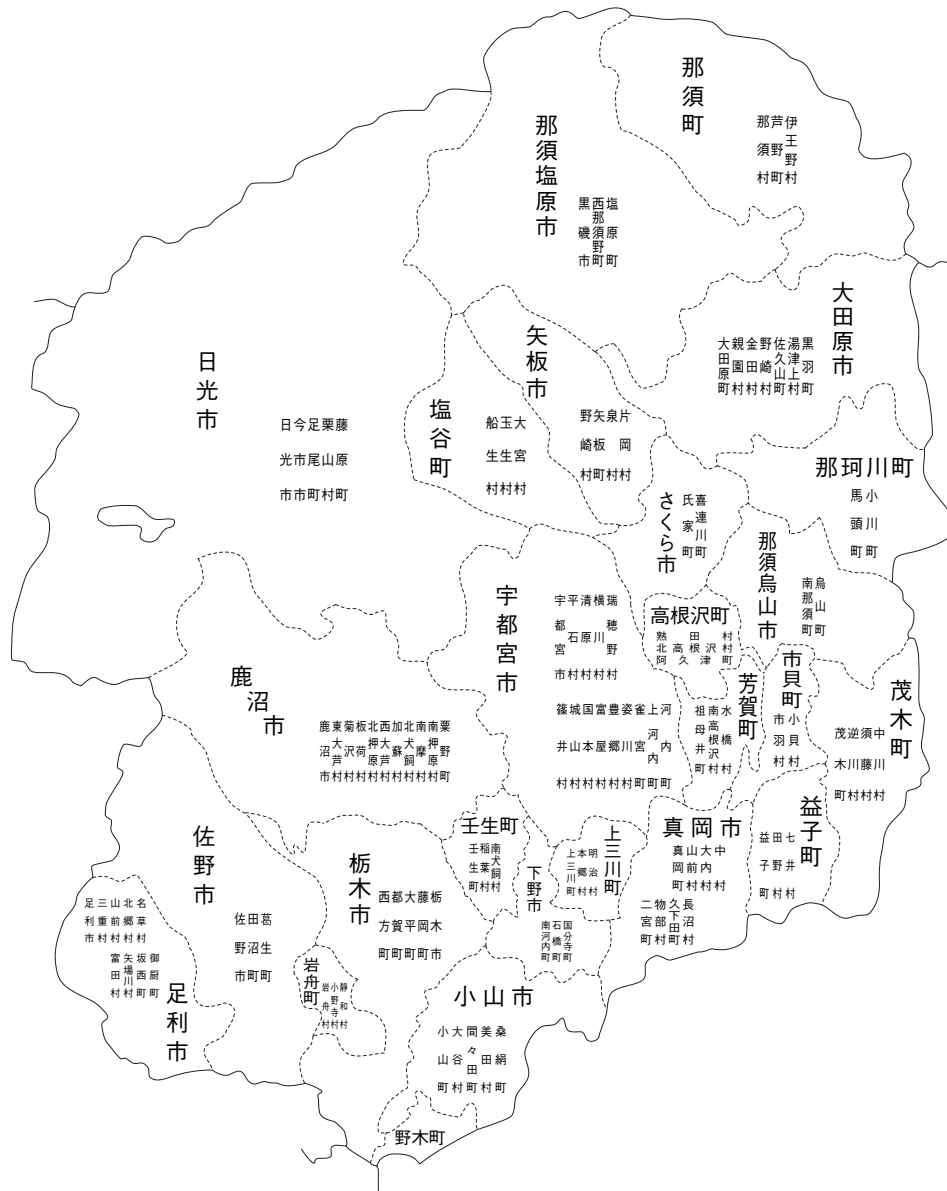 那須町
伊王野村
芦野町
那須村
那須塩原市
塩原町
西那須野町
黒磯市
大田原市
黒羽町
湯津上村
佐久山町
野崎村
金田村
親園村
大田原町
矢板市
片岡村
泉村
矢板町
野崎村
塩谷町
大宮村
玉生村
船生村
日光市
藤原町
栗山村
足尾町
今市市
日光市
那珂川町
小川町
馬頭町
さくら市
喜連川町
氏家町
那須烏山市
烏山町
南那須町
高根沢町
熟田村
北高根沢村
阿久津町
宇都宮市
瑞穂野村
横川村
清原村
平石村
宇都宮市
河内町
上河内町
雀宮町
姿川村
豊郷村
富屋村
国本村
城山村
篠井村
芳賀町
水橋村
南高根沢村
祖母井町
市貝町
小貝村
市羽村
茂木町
中川村
須藤村
逆川村
茂木町
鹿沼市
粟野町
南押原村
南摩村
北犬飼村
加蘇村
西大芦村
北押原村
板荷村
菊沢村
東大芦村
鹿沼市
益子町
七井村
田野村
益子町
真岡市
中村
大内村
山前村
真岡町
長沼村
久下田町
物部村
二宮町
上三川町
明治村
本郷村
上三川町
壬生町
南犬飼村
稲葉村
壬生町
下野市
国分寺町
石橋町
南河内町
栃木市
栃木市
藤岡町
大平町
都賀町
西方町
岩舟町
静和村
小野寺村
岩舟村
佐野市
葛生町
田沼町
佐野市
足利市
名草村
北郷村
山前村
三重村
足利市
御厨町
坂西町
矢場川村
富田村
小山市
桑絹町
美田村
間々田町
大谷村
小山町
野木町